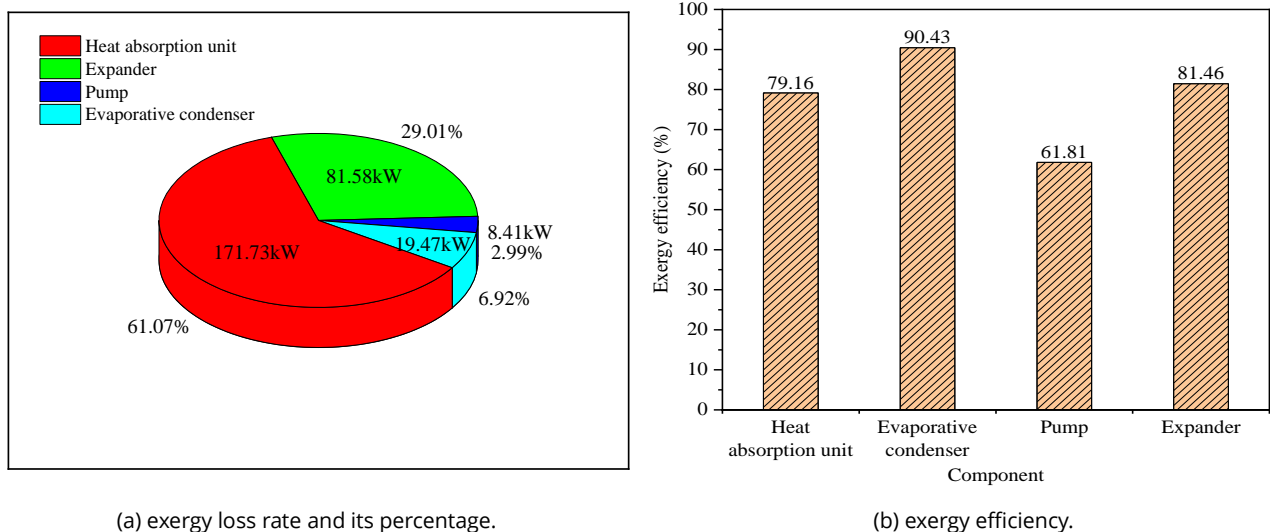 Heat absorption unit
Expander
Pump
Evaporative condenser
29.01%
81.58kW
8.41kW
19.47kW
2.99%
171.73kW
6.92%
61.07%
(a) exergy loss rate and its percentage.
100
90
80
70
60
50
40
30
20
10
0
Exergy efficiency (%)
79.16
90.43
61.81
81.46
Heat
absorption unit
Evaporative
condenser
Pump
Expander
Component
(b) exergy efficiency.